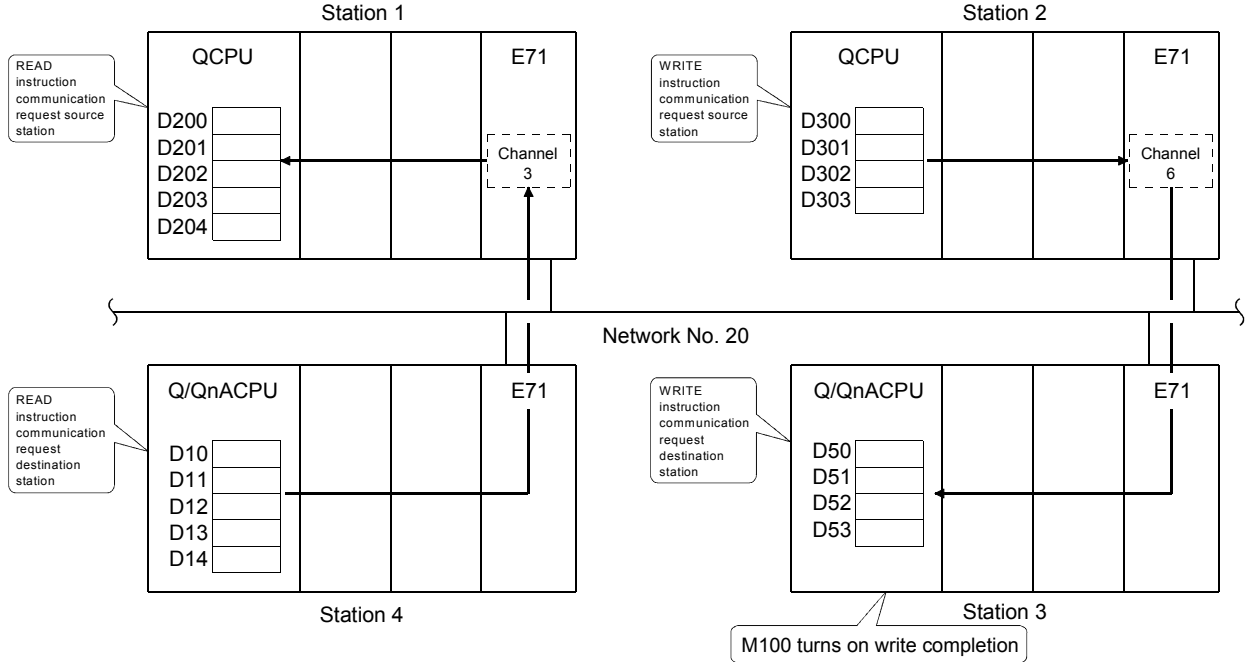 Station 1
Station 2
READ
instruction
communication
request source
station
QCPU
E71
D200
D201
D202
D203
D204
Channel
3
WRITE
instruction
communication
request source
station
QCPU
E71
D300
D301
D302
D303
Channel
6
Network No. 20
READ
instruction
communication
request
destination
station
Q/QnACPU
E71
D10
D11
D12
D13
D14
Station 4
WRITE
instruction
communication
request
destination
station
Q/QnACPU
E71
D50
D51
D52
D53
Station 3
M100 turns on write completion